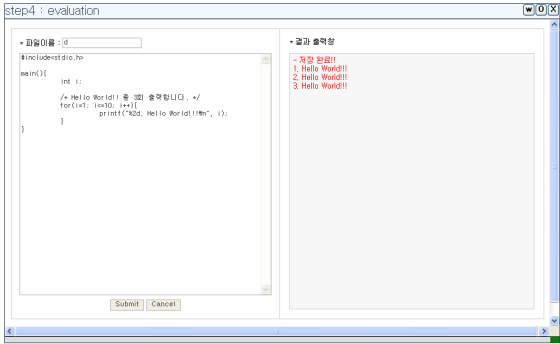 step4 : evaluation
W O X
• 파일이름 : d
#include<stdio.h>
main(){
int i;
/* Hello World!! 를 3회 출력합니다. */
for(i=1; i<=10; i++){
printf("%2d. Hello World!!!₩n", i);
}
}
Submit Cancel
• 결과 출력창
- 저장 완료!!
1. Hello World!!!
2. Hello World!!!
3. Hello World!!!